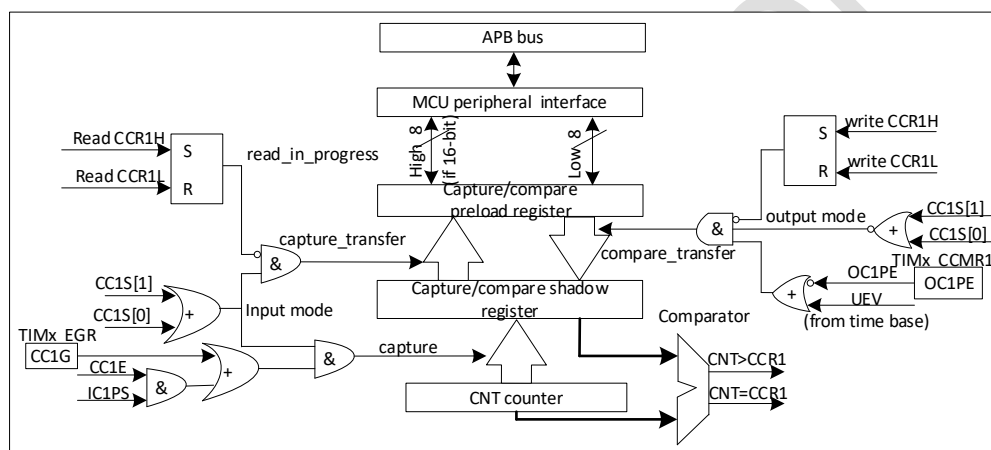 APB bus
MCU peripheral interface
High 8
(if 16-bit)
Low 8
Read CCR1H
Read CCR1L
S
R
read_in_progress
S
R
write CCR1H
write CCR1L
Capture/compare
preload register
capture_transfer
&
compare_transfer
&
output mode
+
CC1S[1]
CC1S[0]
TIMx_CCMR1
OC1PE
OC1PE
UEV
(from time base)
+
CC1S[1]
CC1S[0]
+
Input mode
Capture/compare shadow
register
Comparator
TIMx_EGR
CC1G
CC1E
IC1PS
&
+
&
capture
CNT counter
CNT>CCR1
CNT=CCR1